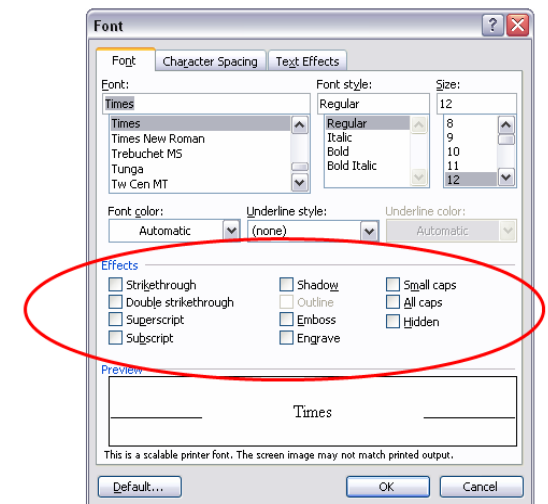 Font
Font Character Spacing Text Effects
Font: Font style: Size:
Times Regular 12
Times Regular 8
Times New Roman Italic 9
Trebuchet MS Bold 10
Tunga Bold Italic 11
Tw Cen MT 12
Font color: Underline style: Underline color:
Automatic (none) Automatic
Effects
Strikethrough Shadow Small caps
Double strikethrough Outline All caps
Superscript Emboss Hidden
Subscript Engrave
Preview
Times
This is a scalable printer font. The screen image may not match printed output.
Default... OK Cancel